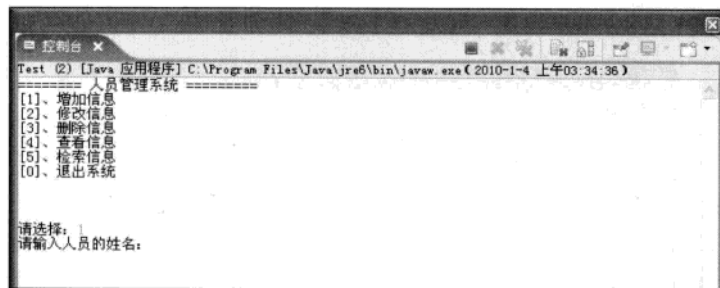 控制台
Test (2) [Java 应用程序] C:\Program Files\Java\jre6\bin\javaw.exe(2010-1-4 上午03:34:36)
======== 人员管理系统 =========
[1]、增加信息
[2]、修改信息
[3]、删除信息
[4]、查看信息
[5]、检索信息
[0]、退出系统
请选择: 1
请输入人员的姓名: